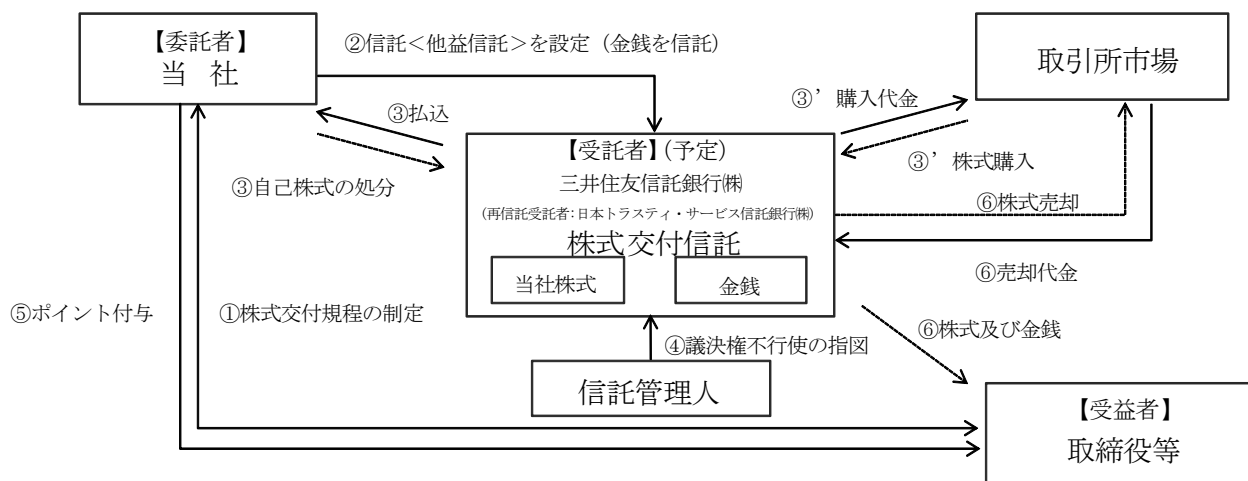 【委託者】
当 社
②信託<他益信託>を設定(金銭を信託)
取引所市場
③払込
③’購入代金
【受託者】(予定)
三井住友信託銀行㈱
(再信託受託者:日本トラスティ・サービス信託銀行㈱)
株式交付信託
当社株式
金銭
③自己株式の処分
③’株式購入
⑥株式売却
⑥売却代金
⑤ポイント付与
①株式交付規程の制定
④議決権不行使の指図
⑥株式及び金銭
信託管理人
【受益者】
取締役等